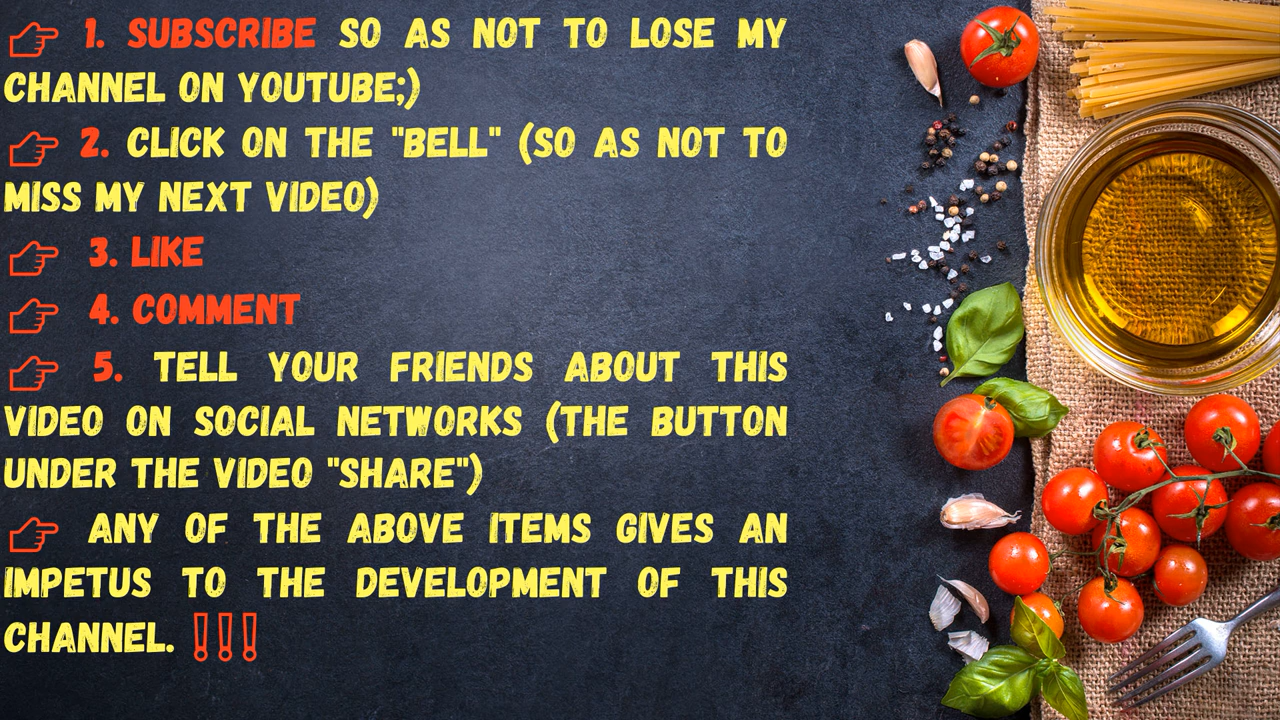 👉 1. SUBSCRIBE SO AS NOT TO LOSE MY
CHANNEL ON YOUTUBE;)
👉 2. CLICK ON THE "BELL" (SO AS NOT TO
MISS MY NEXT VIDEO)
👉 3. LIKE
👉 4. COMMENT
👉 5. TELL YOUR FRIENDS ABOUT THIS
VIDEO ON SOCIAL NETWORKS (THE BUTTON
UNDER THE VIDEO "SHARE")
👉 ANY OF THE ABOVE ITEMS GIVES AN
IMPETUS TO THE DEVELOPMENT OF THIS
CHANNEL. !!!